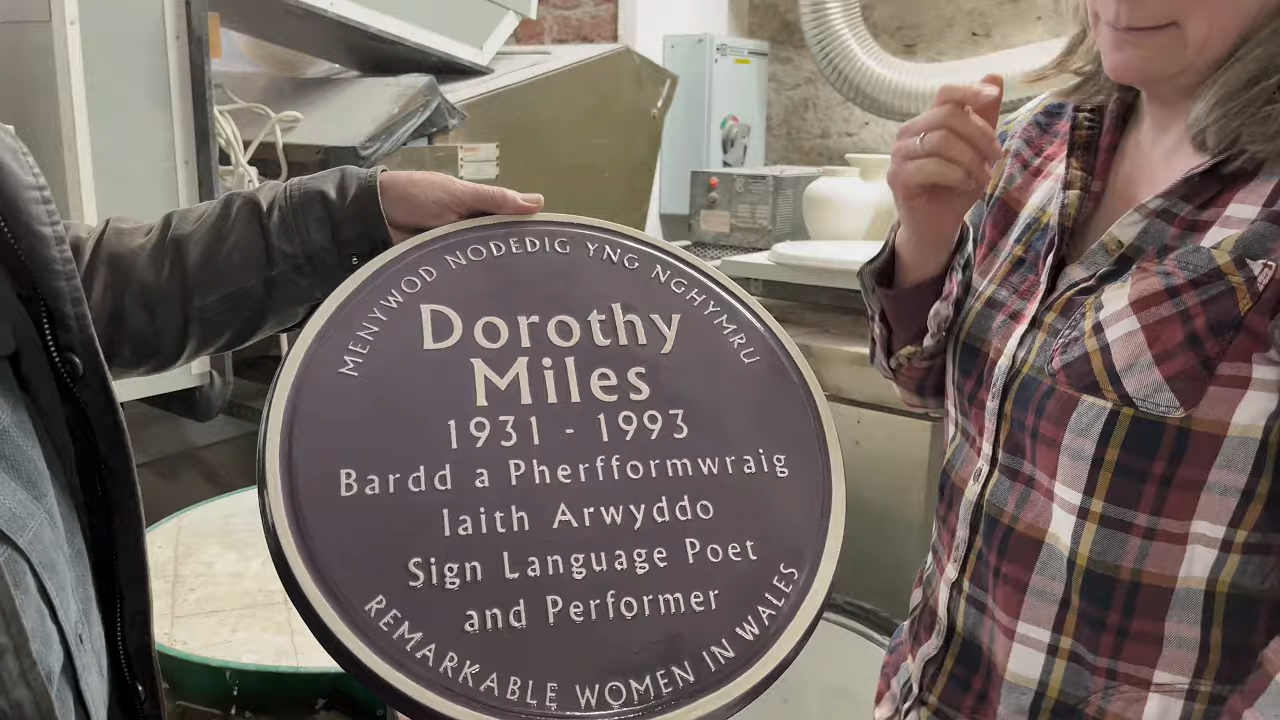 MENYWOD NODEDIG YNG NGHYMRU
Dorothy
Miles
1931 - 1993
Bardd a Pherfformwraig
Iaith Arwyddo
Sign Language Poet
and Performer
REMARKABLE WOMEN IN WALES